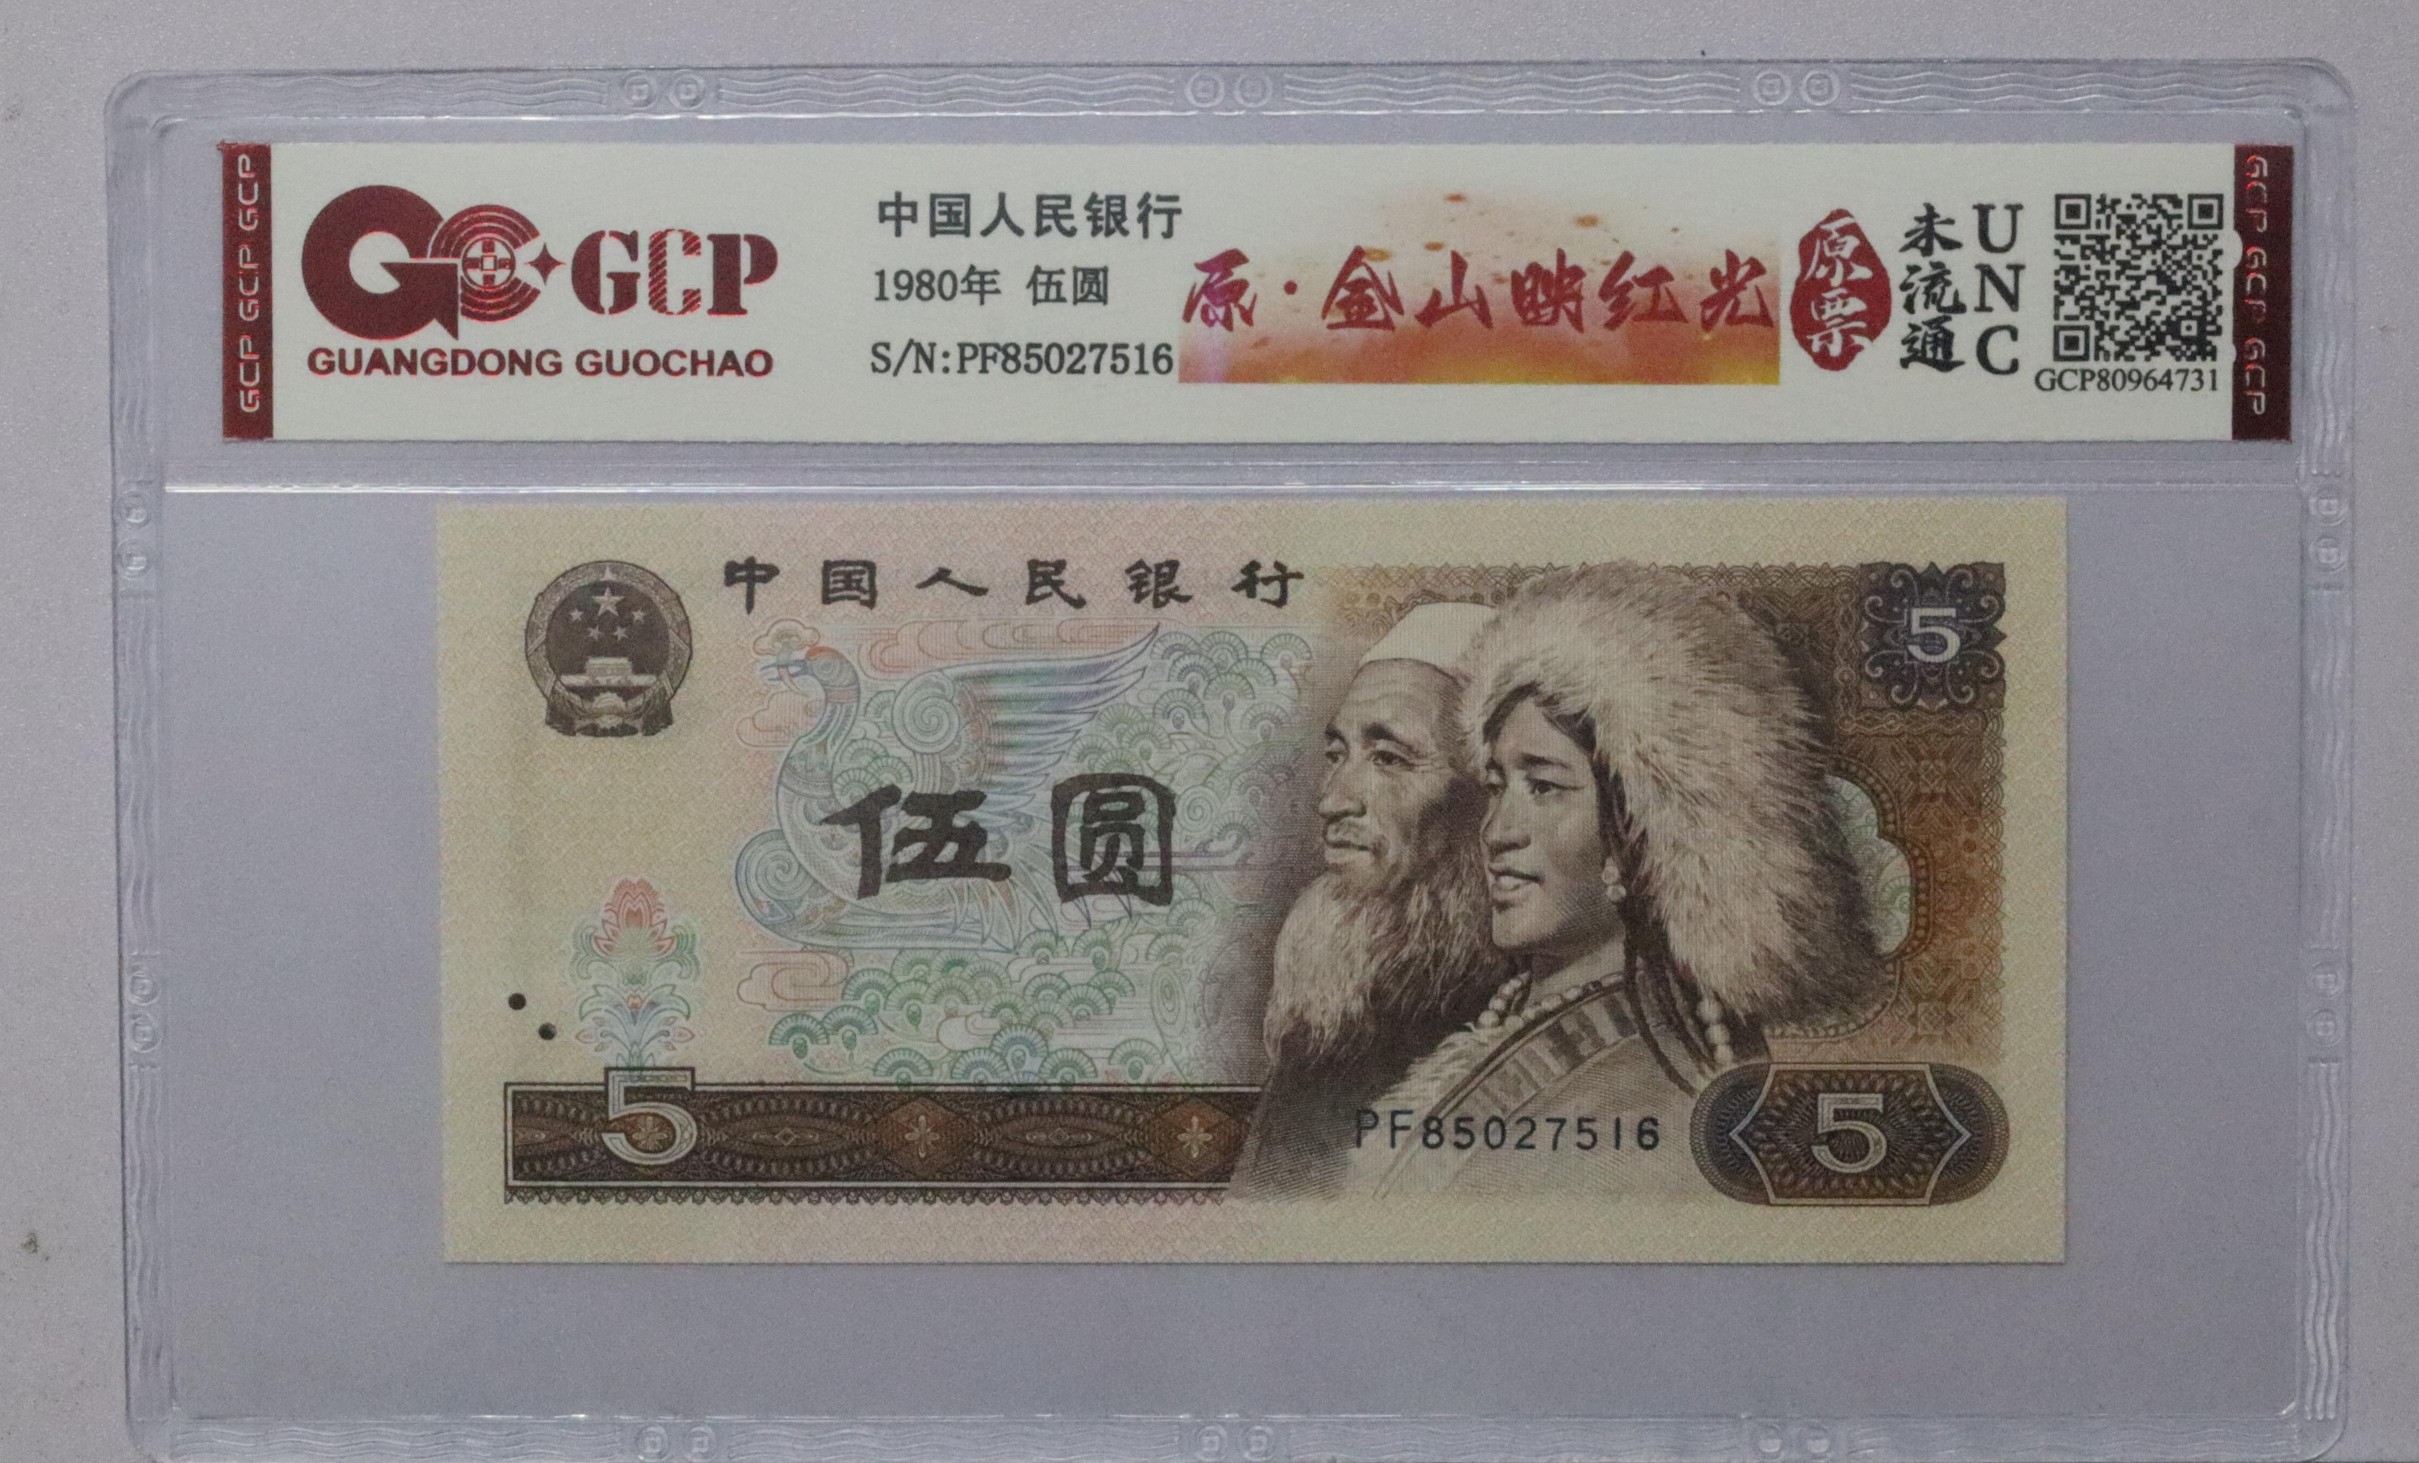 GCP GCP GCP
GCP
GUANGDONG GUOCHAO
中国人民银行
1980年 伍圆
S/N:PF85027516
原·金山映红光
原票
未流通
UNC
GCP80964731
GCP GCP GCP
中国人民银行
5
伍圆
5
PF85027516
5